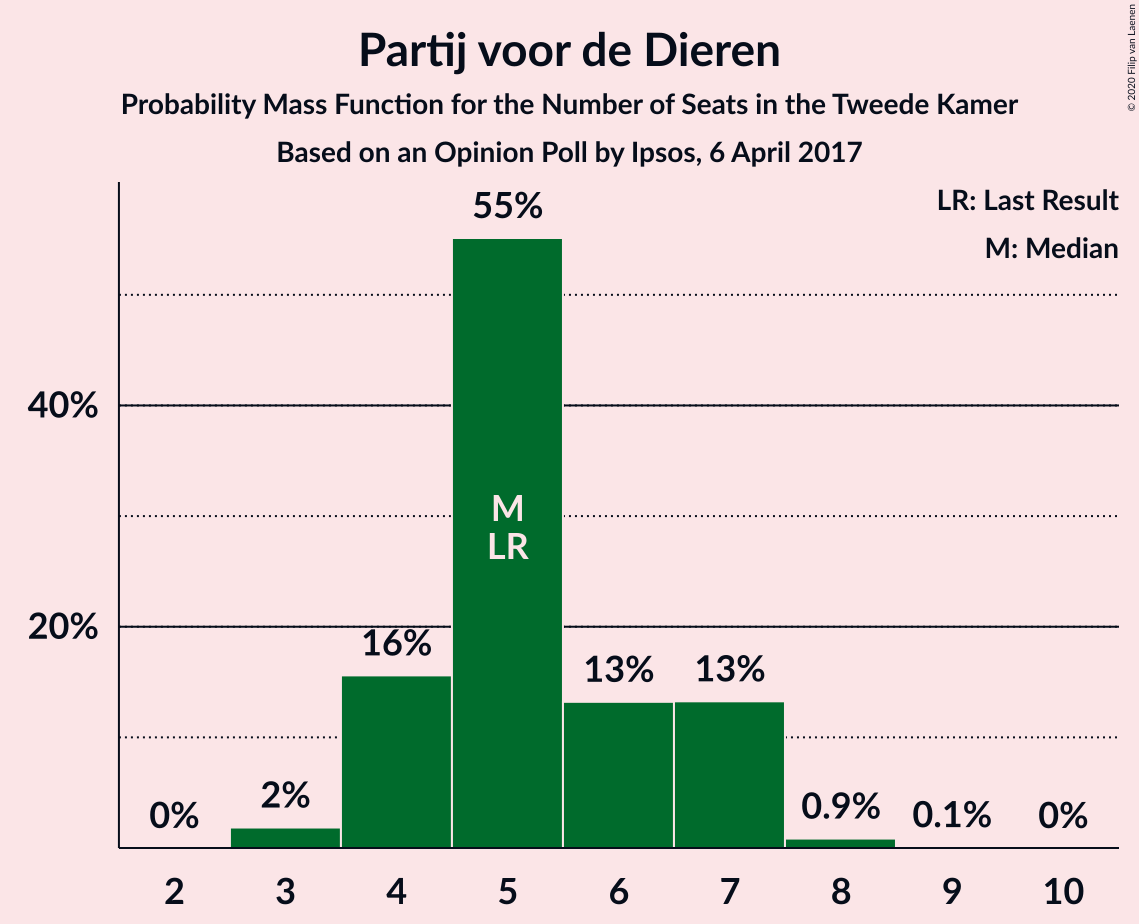 Partij voor de Dieren
Probability Mass Function for the Number of Seats in the Tweede Kamer
Based on an Opinion Poll by Ipsos, 6 April 2017
© 2020 Filip van Laenen
LR: Last Result
M: Median
55%
40%
M
LR
20%
16%
13%
13%
2%
0%
0.9%
0.1%
0%
2 3 4 5 6 7 8 9 10